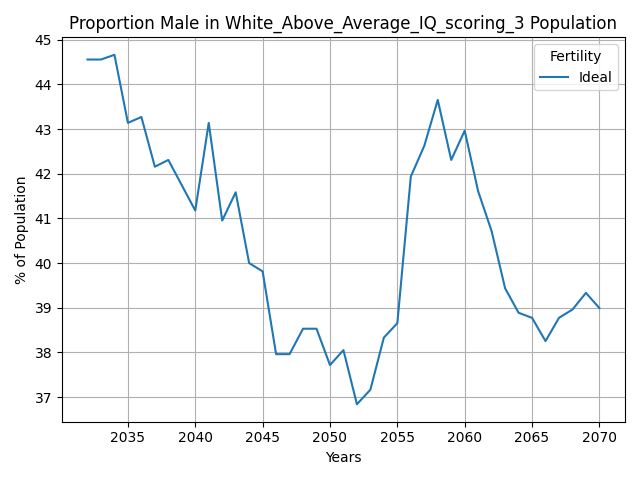 Proportion Male in White_Above_Average_IQ_scoring_3 Population
45
44
43
42
41
40
39
38
37
% of Population
Fertility
Ideal
2035 2040 2045 2050 2055 2060 2065 2070
Years